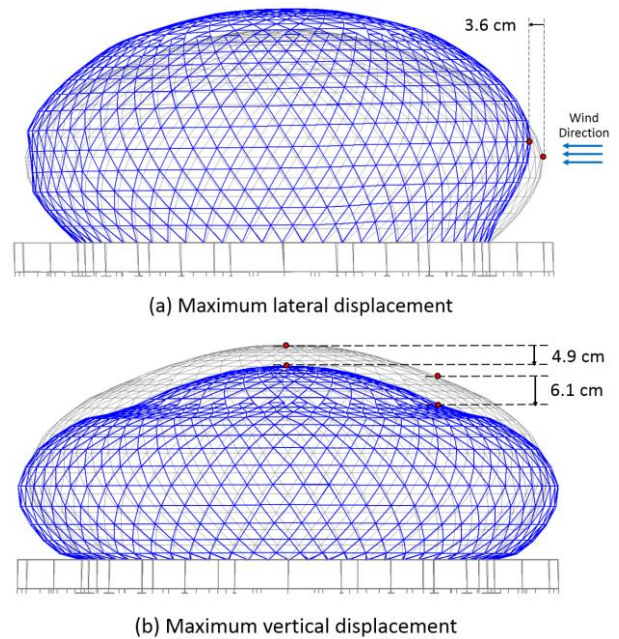 3.6 cm
Wind
Direction
(a) Maximum lateral displacement
4.9 cm
6.1 cm
(b) Maximum vertical displacement